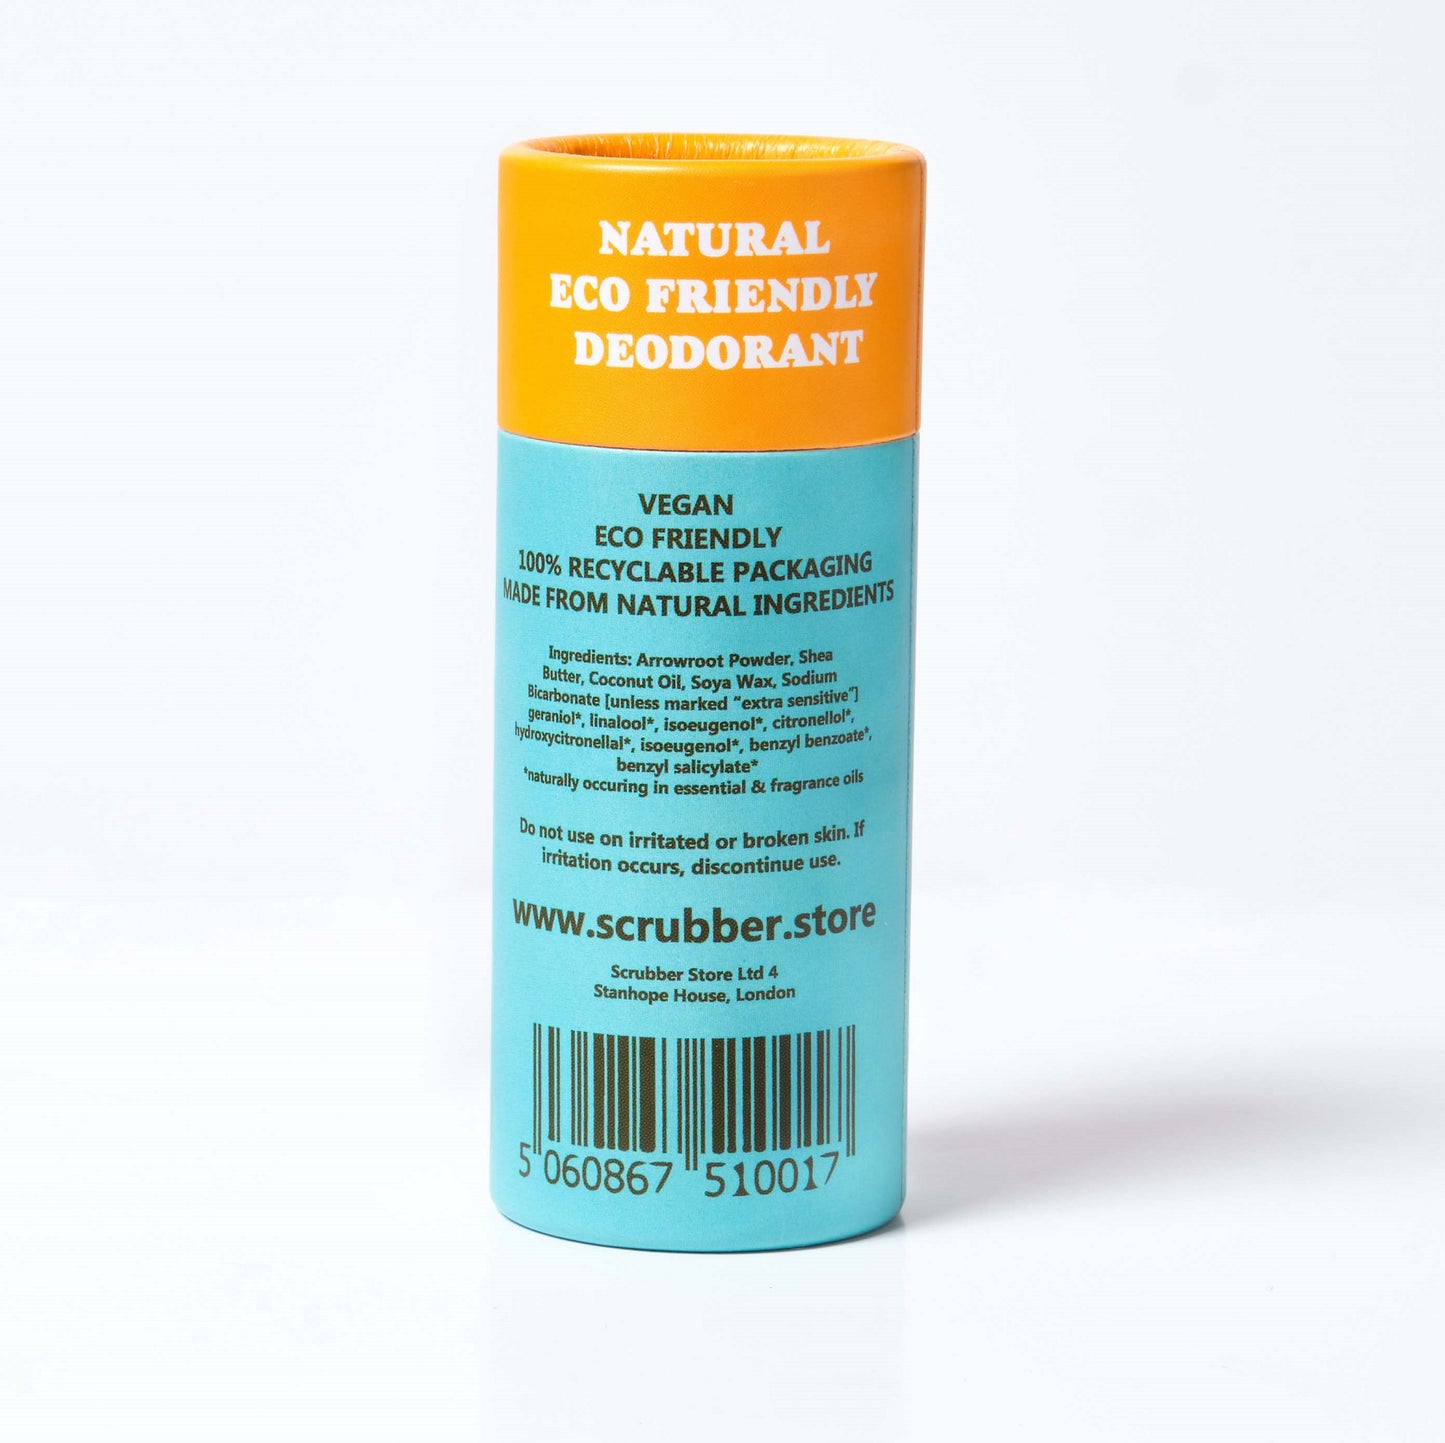 NATURAL
ECO FRIENDLY
DEODORANT
VEGAN
ECO FRIENDLY
100% RECYCLABLE PACKAGING
MADE FROM NATURAL INGREDIENTS
Ingredients: Arrowroot Powder, Shea
Butter, Coconut Oil, Soya Wax, Sodium
Bicarbonate [unless marked “extra sensitive”]
geraniol*, linalool*, isoeugenol*, citronellol*,
hydroxycitronellal*, isoeugenol*, benzyl benzoate*,
benzyl salicylate*
*naturally occuring in essential & fragrance oils
Do not use on irritated or broken skin. If
irritation occurs, discontinue use.
www.scrubber.store
Scrubber Store Ltd 4
Stanhope House, London
5 060867 510017